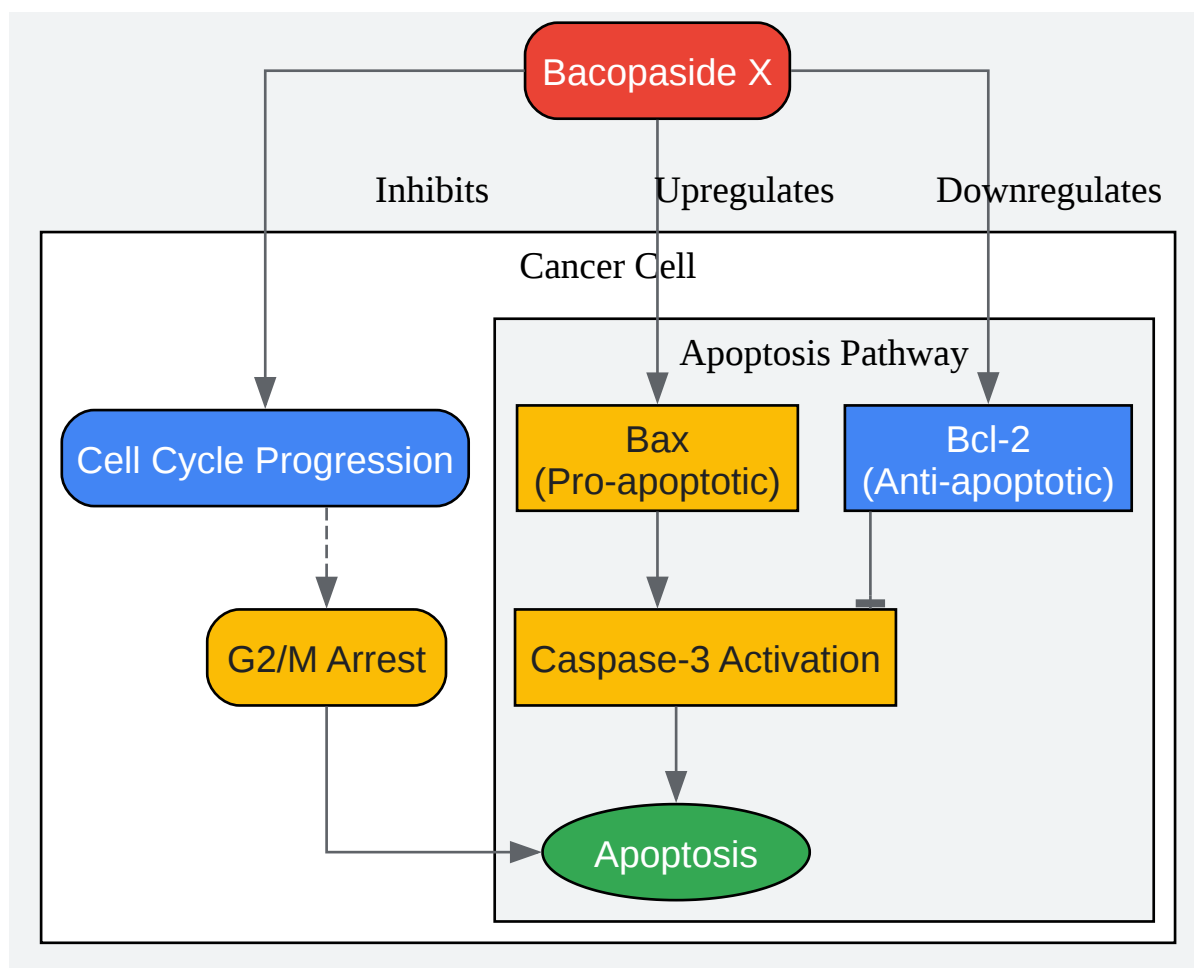 Bacopaside X
Inhibits
Upregulates
Downregulates
Cancer Cell
Apoptosis Pathway
Cell Cycle Progression
Bax
(Pro-apoptotic)
Bcl-2
(Anti-apoptotic)
G2/M Arrest
Caspase-3 Activation
Apoptosis